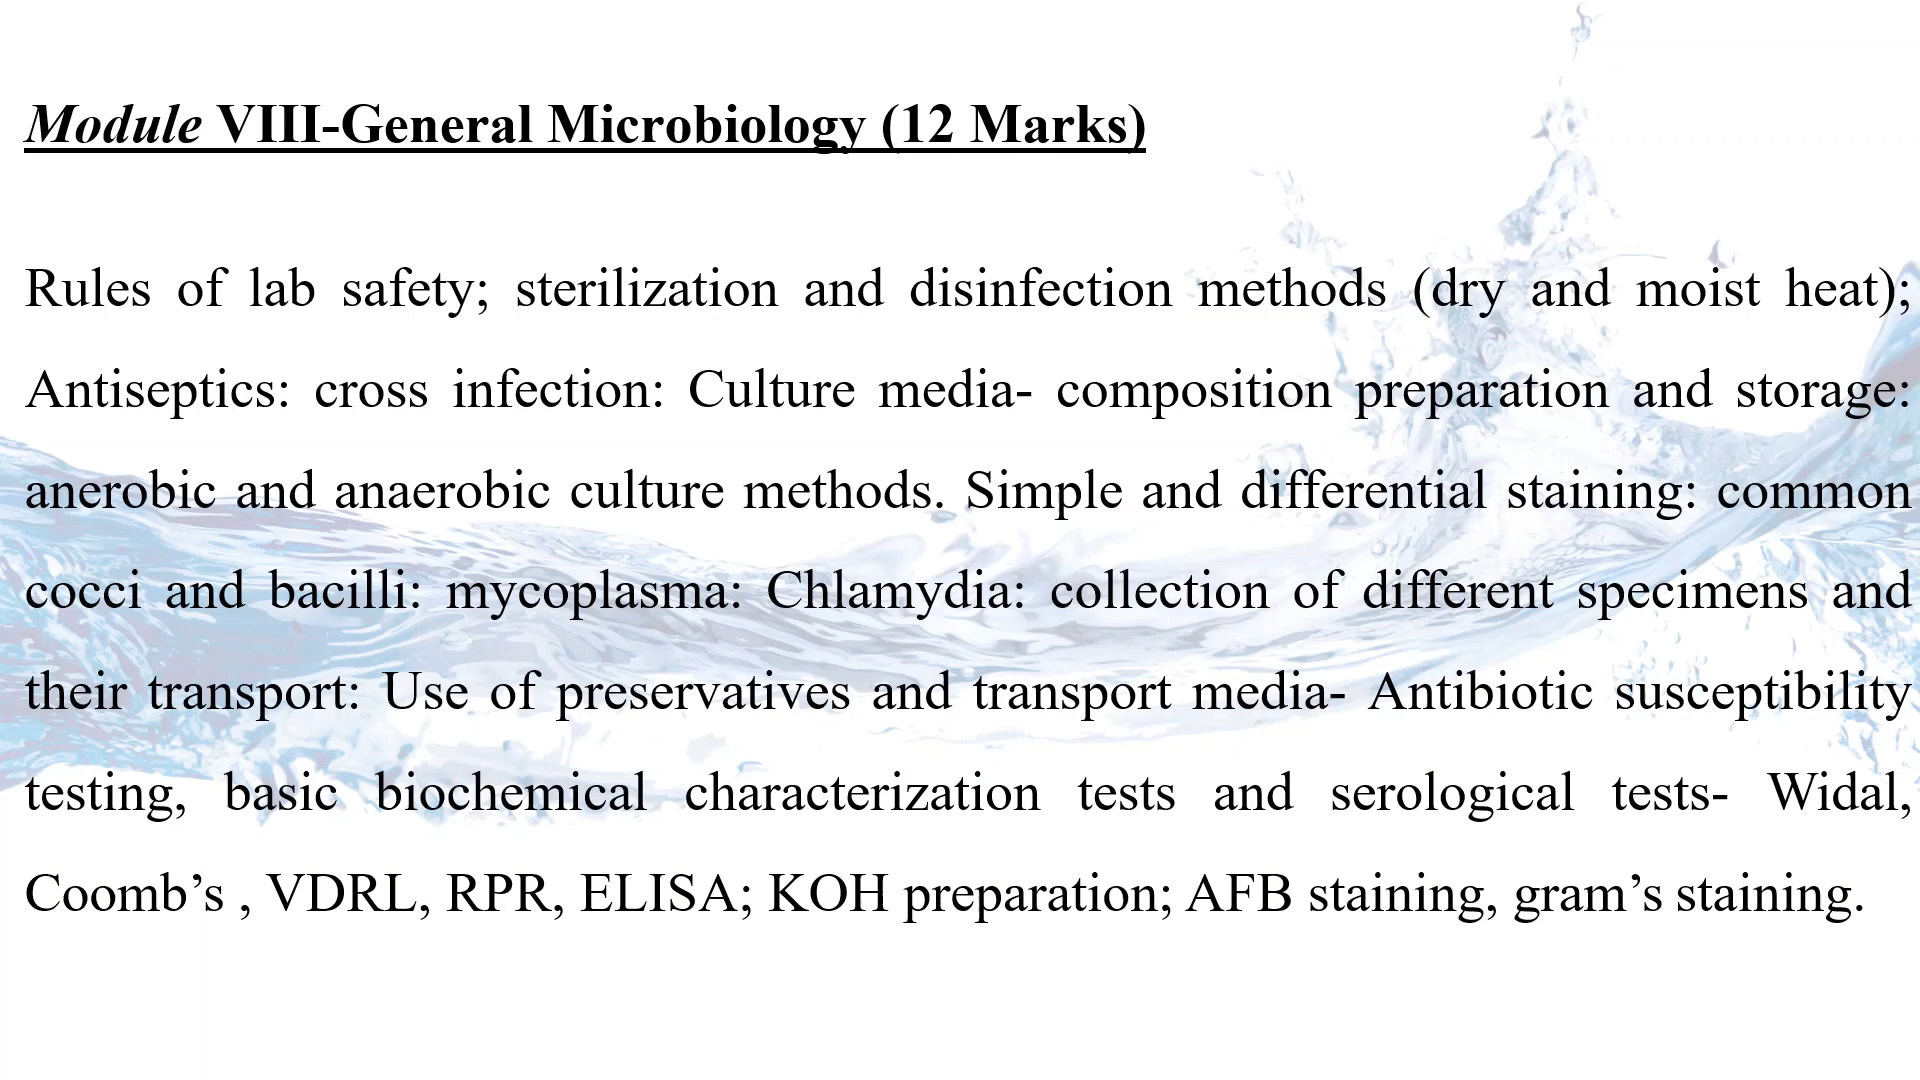 Module VIII-General Microbiology (12 Marks)
Rules of lab safety; sterilization and disinfection methods (dry and moist heat);
Antiseptics: cross infection: Culture media- composition preparation and storage:
anerobic and anaerobic culture methods. Simple and differential staining: common
cocci and bacilli: mycoplasma: Chlamydia: collection of different specimens and
their transport: Use of preservatives and transport media- Antibiotic susceptibility
testing, basic biochemical characterization tests and serological tests- Widal,
Coomb’s , VDRL, RPR, ELISA; KOH preparation; AFB staining, gram’s staining.